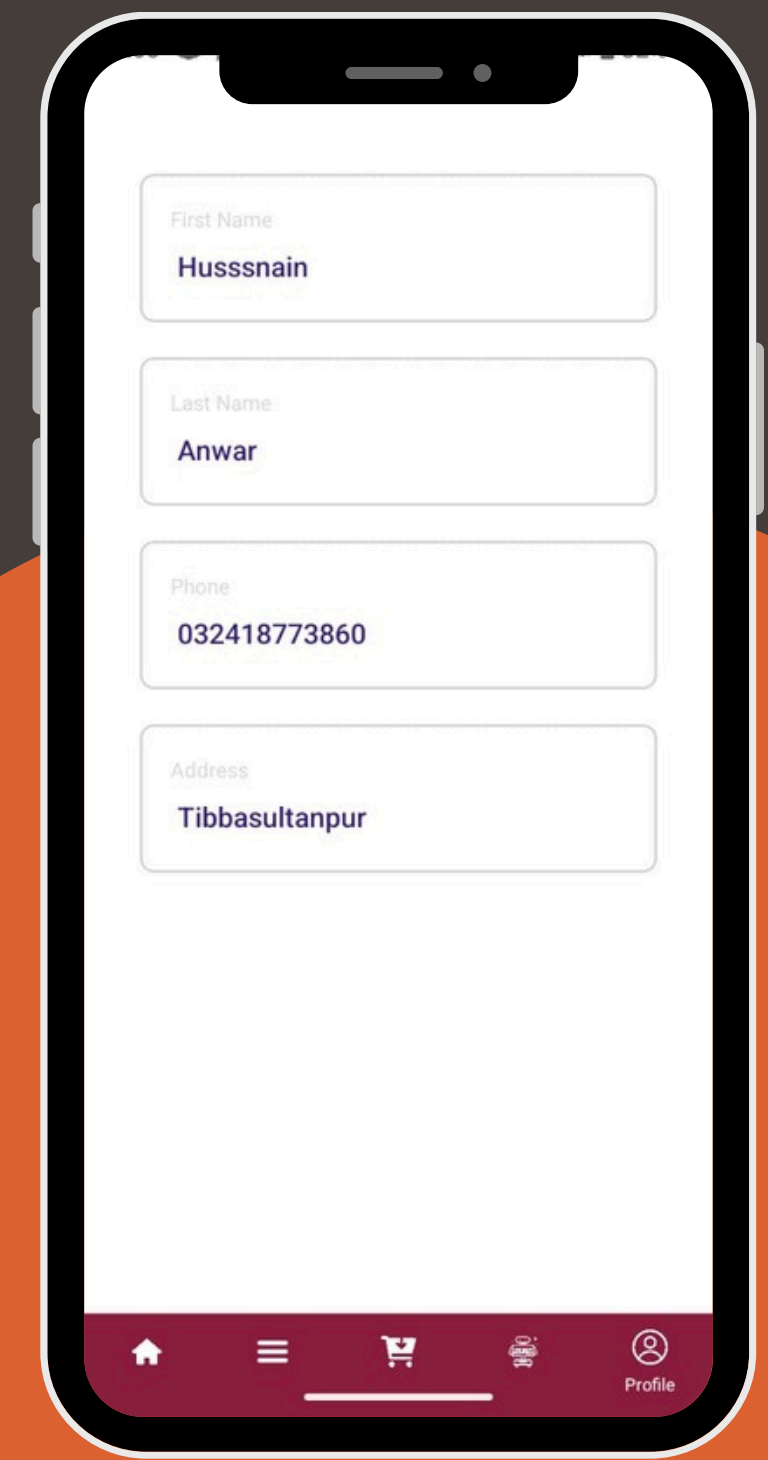 First Name
Husssnain
Last Name
Anwar
Phone
032418773860
Address
Tibbasultanpur
Profile